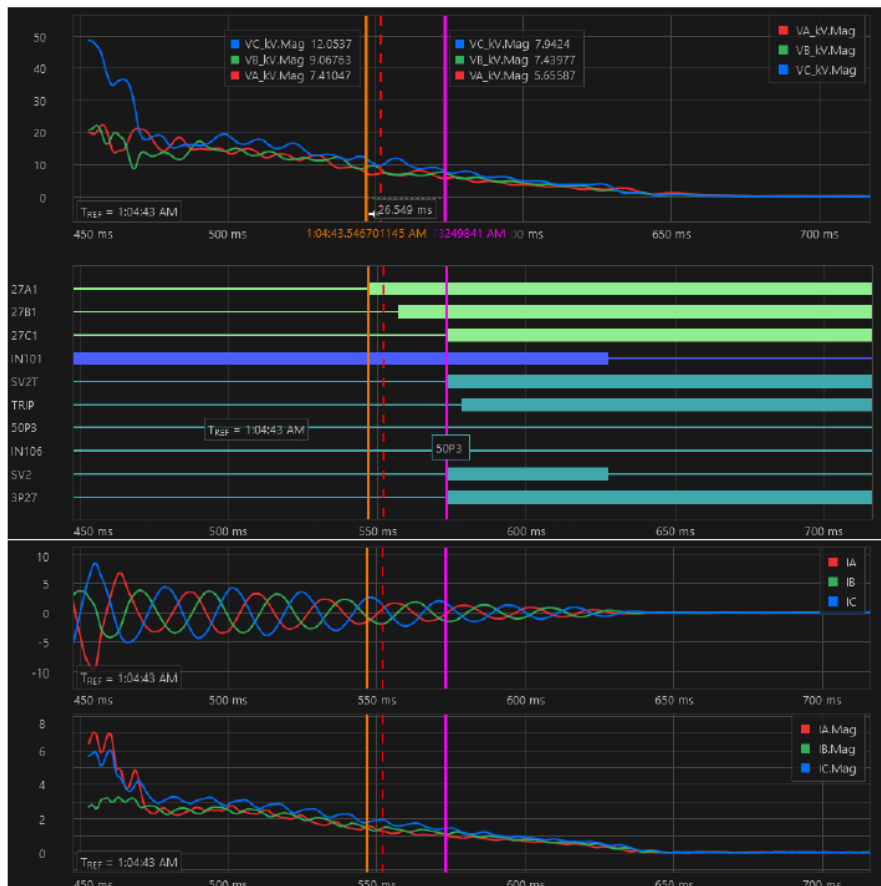 50
40
30
20
10
0
VC_kV.Mag 12.0537
VB_kV.Mag 9.06763
VA_kV.Mag 7.41047
VC_kV.Mag 7.9424
VB_kV.Mag 7.43977
VA_kV.Mag 5.65587
VA_kV.Mag
VB_kV.Mag
VC_kV.Mag
TREF = 1:04:43 AM
26.549 ms
450 ms 500 ms 1:04:43.546701145 AM 73249841 AM 650 ms 700 ms
27A1
27B1
27C1
IN101
SV2T
TRIP
50P3
TREF = 1:04:43 AM
50P3
IN106
SV2
3P27
450 ms 500 ms 550 ms 600 ms 650 ms 700 ms
10
5
0
-5
-10
IA
IB
IC
TREF = 1:04:43 AM
450 ms 500 ms 550 ms 600 ms 650 ms 700 ms
8
6
4
2
0
IA.Mag
IB.Mag
IC.Mag
TREF = 1:04:43 AM
450 ms 500 ms 550 ms 600 ms 650 ms 700 ms